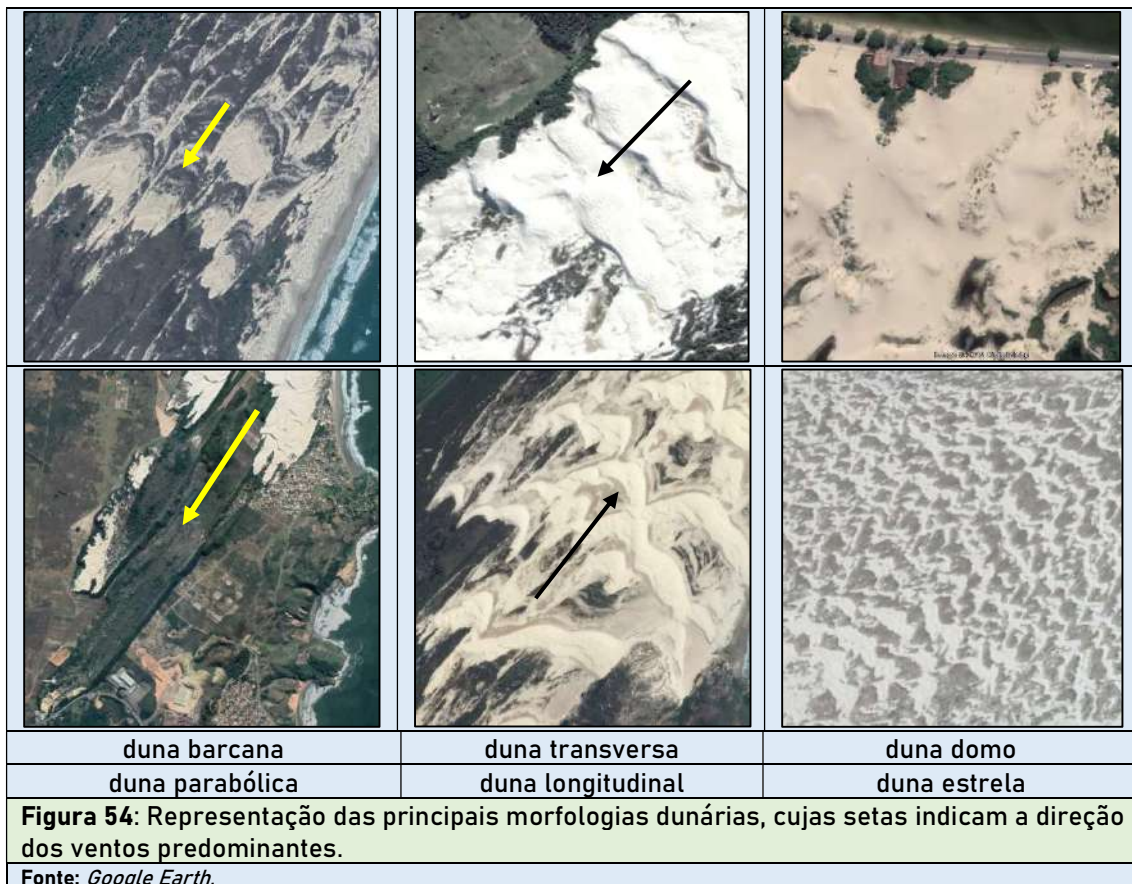 duna barcana
duna transversa
duna domo
duna parabólica
duna longitudinal
duna estrela
Figura 54: Representação das principais morfologias dunárias, cujas setas indicam a direção
dos ventos predominantes.
Fonte: Google Earth.